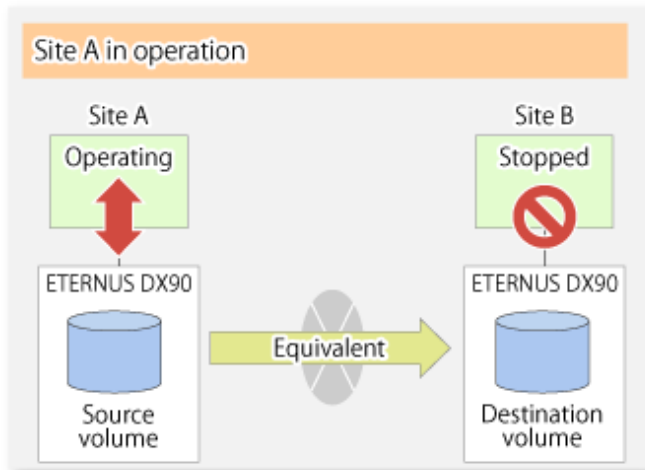 Site A in operation
Site A
Site B
Operating
Stopped
ETERNUS DX90
ETERNUS DX90
Equivalent
Source
volume
Destination
volume